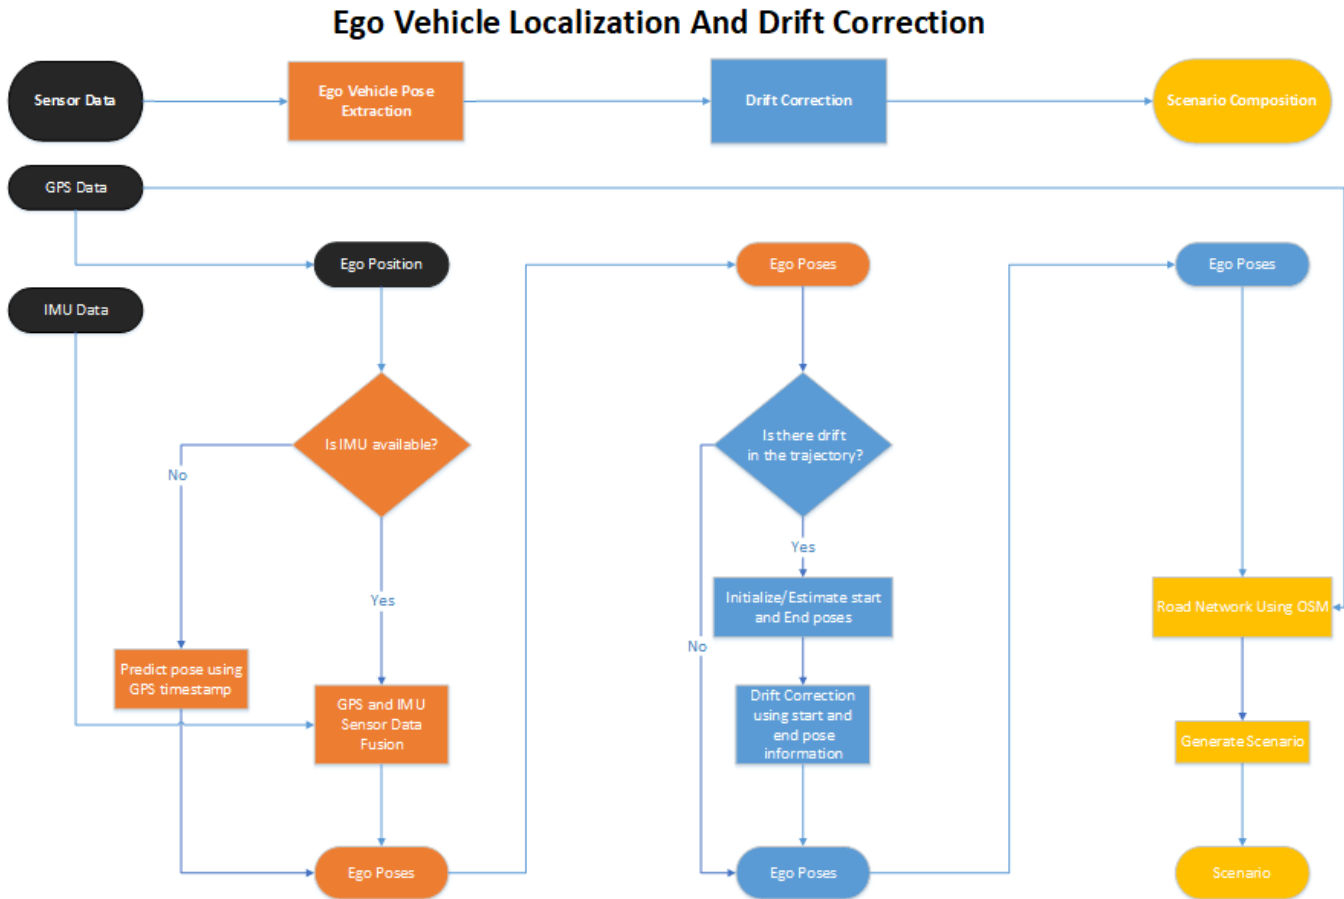 Ego Vehicle Localization And Drift Correction
Sensor Data
Ego Vehicle Pose
Extraction
Drift Correction
Scenario Composition
GPS Data
Ego Position
Ego Poses
Ego Poses
IMU Data
Is IMU available?
Is there drift
in the trajectory?
No
Yes
Yes
Initialize/Estimate start
and End poses
Road Network Using OSM
No
Predict pose using
GPS timestamp
GPS and IMU
Sensor Data
Fusion
Drift Correction
using start and
end pose
information
Generate Scenario
Ego Poses
Ego Poses
Scenario